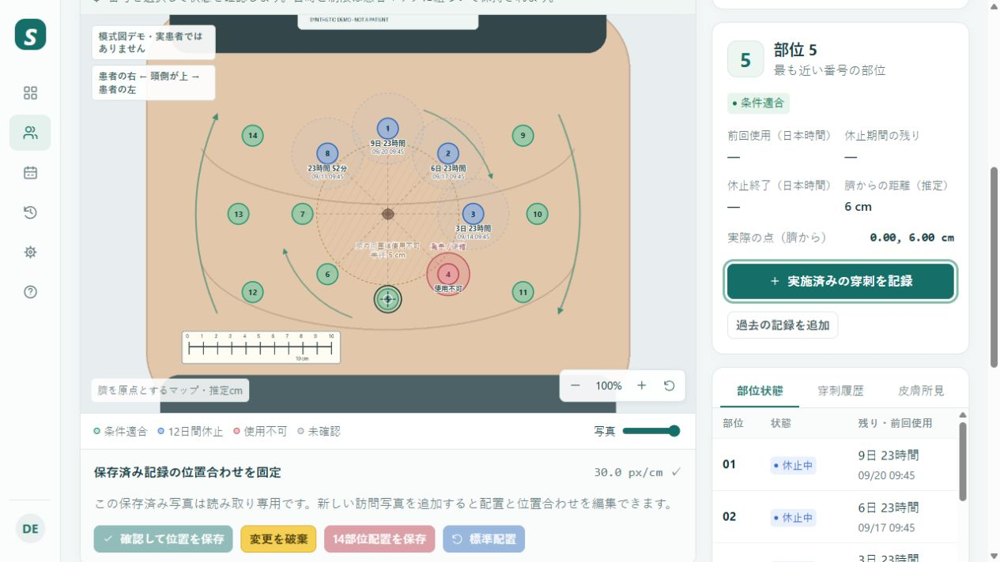 SYNTHETIC DEMO · NOT A PATIENT
模式図デモ・実患者では
ありません
患者の右 ← 頭側が上 →
患者の左
14
1
9日 23時間
09/20 09:45
9
8
23時間 52分
09/11 09:45
2
6日 23時間
09/17 09:45
13
7
3
3日 23時間
09/14 09:45
10
半径 5 cm
12
6
4
使用不可
11
0 1 2 3 4 5 6 7 8 9 10
10 cm
臍を原点とするマップ・推定cm
100%
条件適合
12日間休止
使用不可
未確認
写真
保存済み記録の位置合わせを固定
30.0 px/cm ✓
この保存済み写真は読み取り専用です。新しい訪問写真を追加すると配置と位置合わせを編集できます。
確認して位置を保存
変更を破棄
14部位配置を保存
標準配置
S
DE
5
部位 5
最も近い番号の部位
条件適合
前回使用（日本時間）
休止期間の残り
—
—
休止終了（日本時間）
臍からの距離（推定）
—
6 cm
実際の点（臍から）
0.00, 6.00 cm
+ 実施済みの穿刺を記録
過去の記録を追加
部位状態
穿刺履歴
皮膚所見
部位
状態
残り・前回使用
01
休止中
9日 23時間
09/20 09:45
02
休止中
6日 23時間
09/17 09:45
3日 23時間